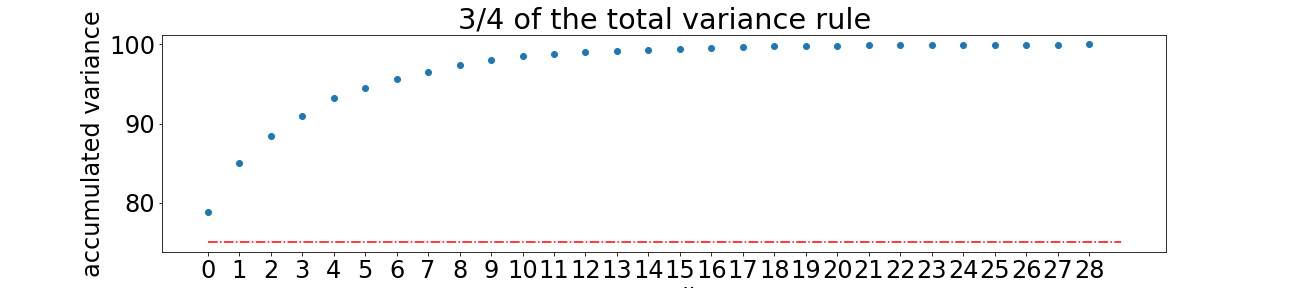 3/4 of the total variance rule
accumulated variance
100
90
80
0 1 2 3 4 5 6 7 8 9 10 11 12 13 14 15 16 17 18 19 20 21 22 23 24 25 26 27 28